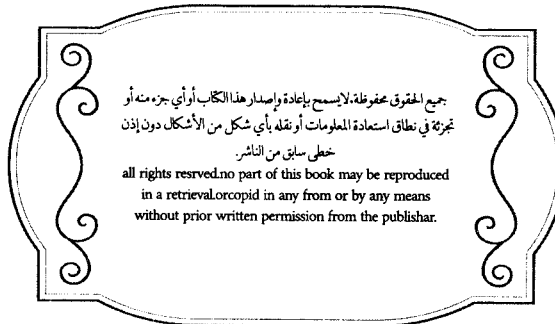 جميع الحقوق محفوظة.لايسمح بإعادة وإصدار هذا الكتاب أو أي جزء منه أو
تجزئة في نطاق استعادة المعلومات أو نقله بأي شكل من الأشكال دون إذن
خطى سابق من الناشر.
all rights resrved.no part of this book may be reproduced
in a retrieval.orcopid in any from or by any means
without prior written permission from the publishar.